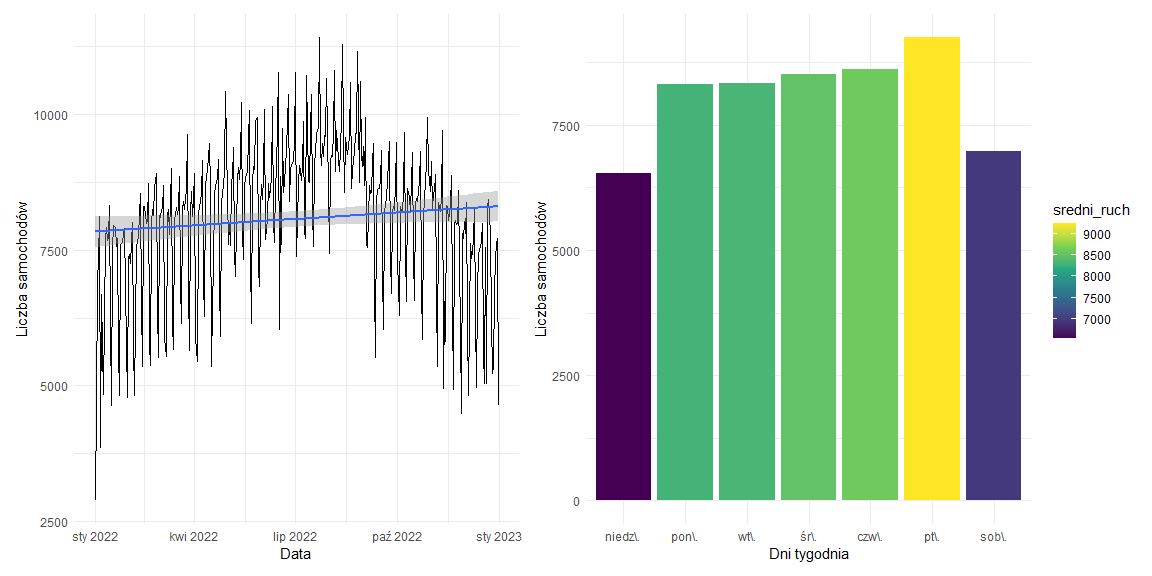 Liczba samochodów
10000
7500
5000
2500
sty 2022
kwi 2022
lip 2022
paź 2022
sty 2023
Data
Liczba samochodów
7500
5000
2500
0
niedz\.
pon\.
wt\.
śr\.
czw\.
pt\.
sob\.
Dni tygodnia
sredni_ruch
9000
8500
8000
7500
7000